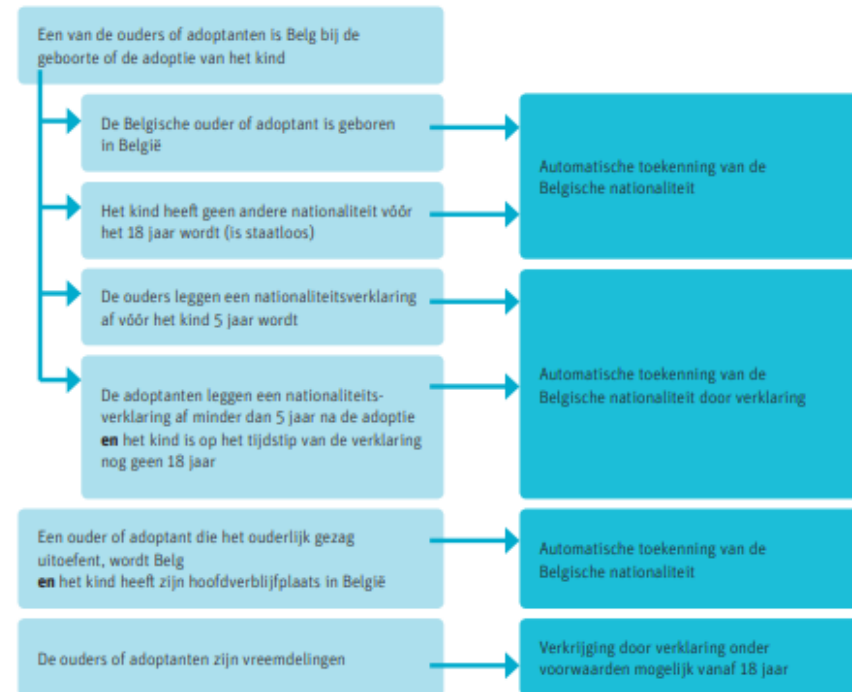 Een van de ouders of adoptanten is Belg bij de
geboorte of de adoptie van het kind
De Belgische ouder of adoptant is geboren
in België
Automatische toekenning van de
Belgische nationaliteit
Het kind heeft geen andere nationaliteit vóór
het 18 jaar wordt (is staatloos)
De ouders leggen een nationaliteitsverklaring
af vóór het kind 5 jaar wordt
De adoptanten leggen een nationaliteits-
verklaring af minder dan 5 jaar na de adoptie
en het kind is op het tijdstip van de verklaring
nog geen 18 jaar
Automatische toekenning van de
Belgische nationaliteit door verklaring
Een ouder of adoptant die het ouderlijk gezag
uitoefent, wordt Belg
en het kind heeft zijn hoofdverblijfplaats in België
Automatische toekenning van de
Belgische nationaliteit
De ouders of adoptanten zijn vreemdelingen
Verkrijging door verklaring onder
voorwaarden mogelijk vanaf 18 jaar